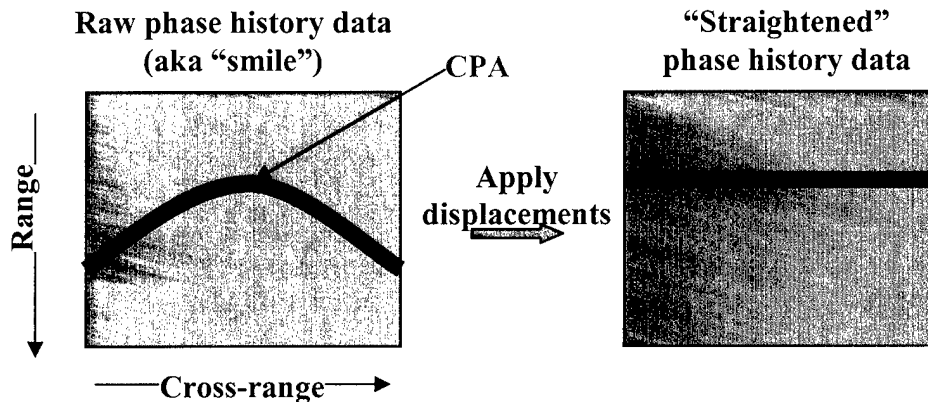 Raw phase history data
(aka “smile”)
CPA
“Straightened”
phase history data
Range
Apply
displacements
Cross-range